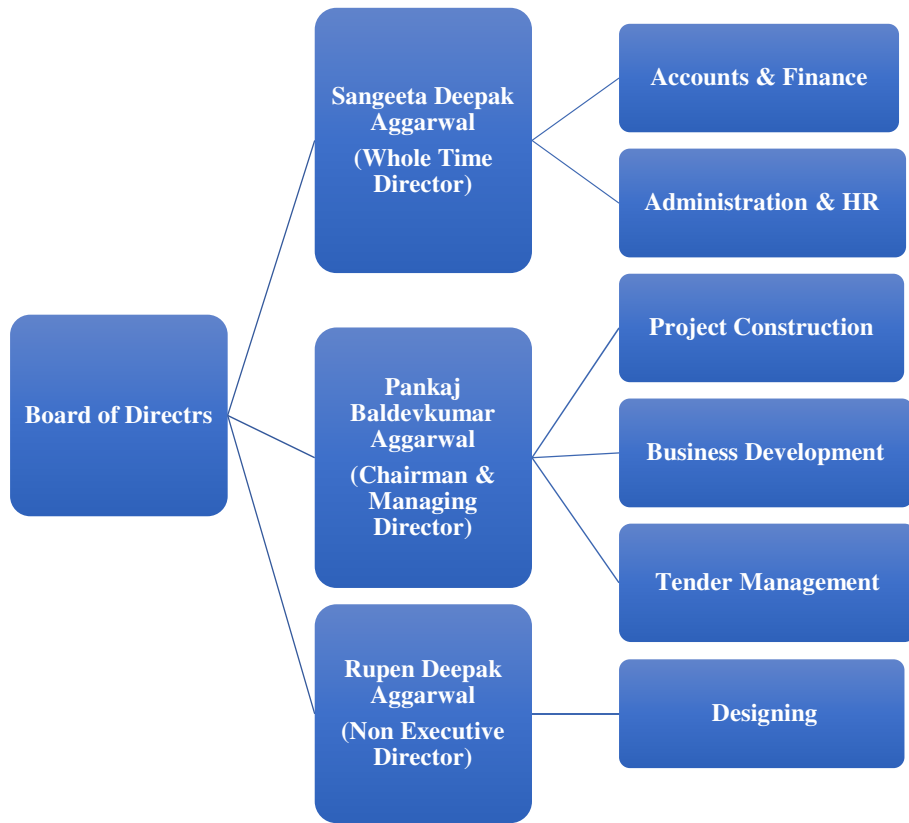 Board of Directrs
Sangeeta Deepak
Aggarwal
(Whole Time
Director)
Accounts & Finance
Administration & HR
Pankaj
Baldevkumar
Aggarwal
(Chairman &
Managing
Director)
Project Construction
Business Development
Tender Management
Rupen Deepak
Aggarwal
(Non Executive
Director)
Designing